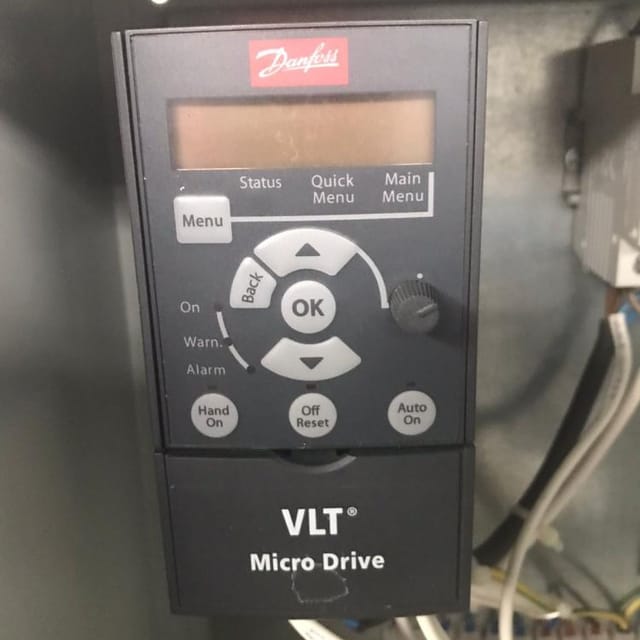 Danfoss
Status
Quick
Menu
Main
Menu
Menu
Back
OK
On
Warn.
Alarm
Hand
On
Off
Reset
Auto
On
VLT®
Micro Drive